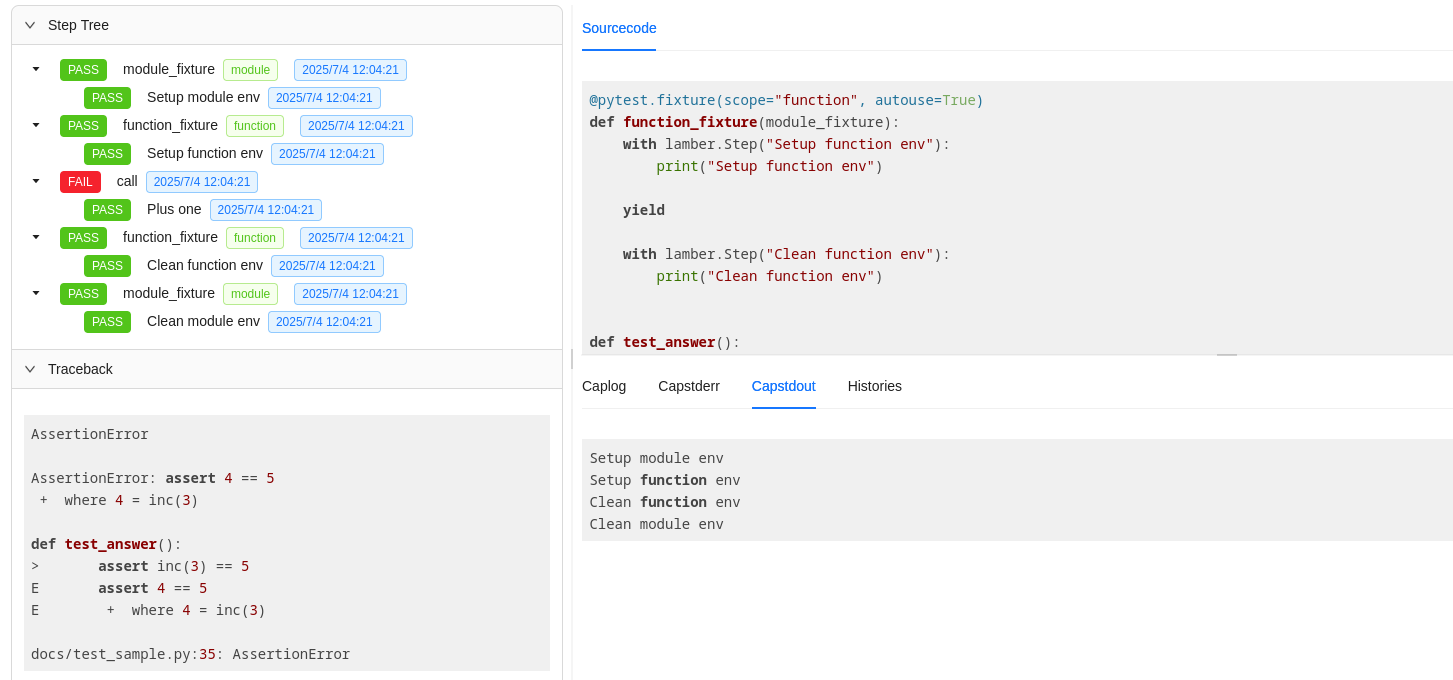 Step Tree
PASS module_fixture module 2025/7/4 12:04:21
PASS Setup module env 2025/7/4 12:04:21
PASS function_fixture function 2025/7/4 12:04:21
PASS Setup function env 2025/7/4 12:04:21
FAIL call 2025/7/4 12:04:21
PASS Plus one 2025/7/4 12:04:21
PASS function_fixture function 2025/7/4 12:04:21
PASS Clean function env 2025/7/4 12:04:21
PASS module_fixture module 2025/7/4 12:04:21
PASS Clean module env 2025/7/4 12:04:21
Traceback
AssertionError
AssertionError: assert 4 == 5
 +  where 4 = inc(3)
def test_answer():
>       assert inc(3) == 5
E       assert 4 == 5
E        +  where 4 = inc(3)
docs/test_sample.py:35: AssertionError
Sourcecode
@pytest.fixture(scope="function", autouse=True)
def function_fixture(module_fixture):
    with lamber.Step("Setup function env"):
        print("Setup function env")
    yield
    with lamber.Step("Clean function env"):
        print("Clean function env")
def test_answer():
Caplog Capstderr Capstdout Histories
Setup module env
Setup function env
Clean function env
Clean module env